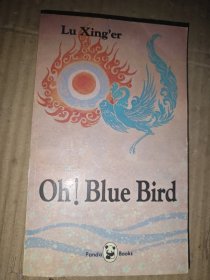 Lu Xing'er
Oh! Blue Bird
Panda Books